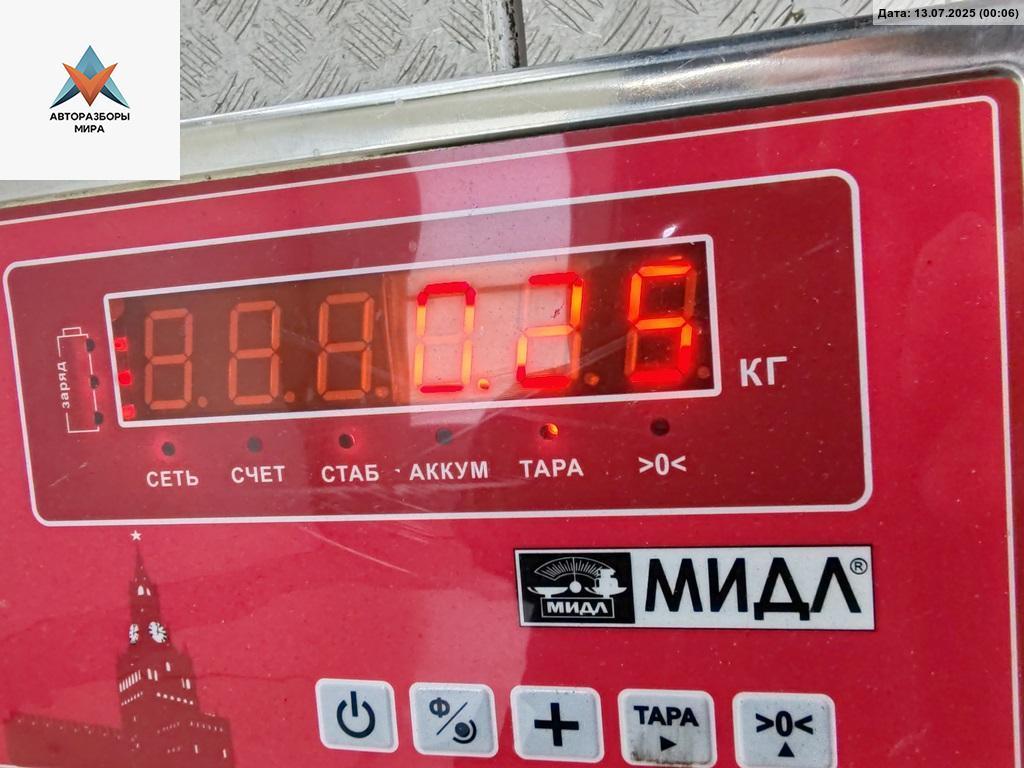 Дата: 13.07.2025 (00:06)
АВТОРАЗБОРЫ
МИРА
заряд
0.25
КГ
СЕТЬ СЧЕТ СТАБ АККУМ ТАРА >0<
МИДЛ
МИДЛ®
Ф
ТАРА
>0<